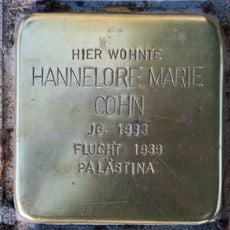 HIER WOHNTE
HANNELORE MARIE
COHN
JG. 1933
FLUCHT 1939
PALÄSTINA